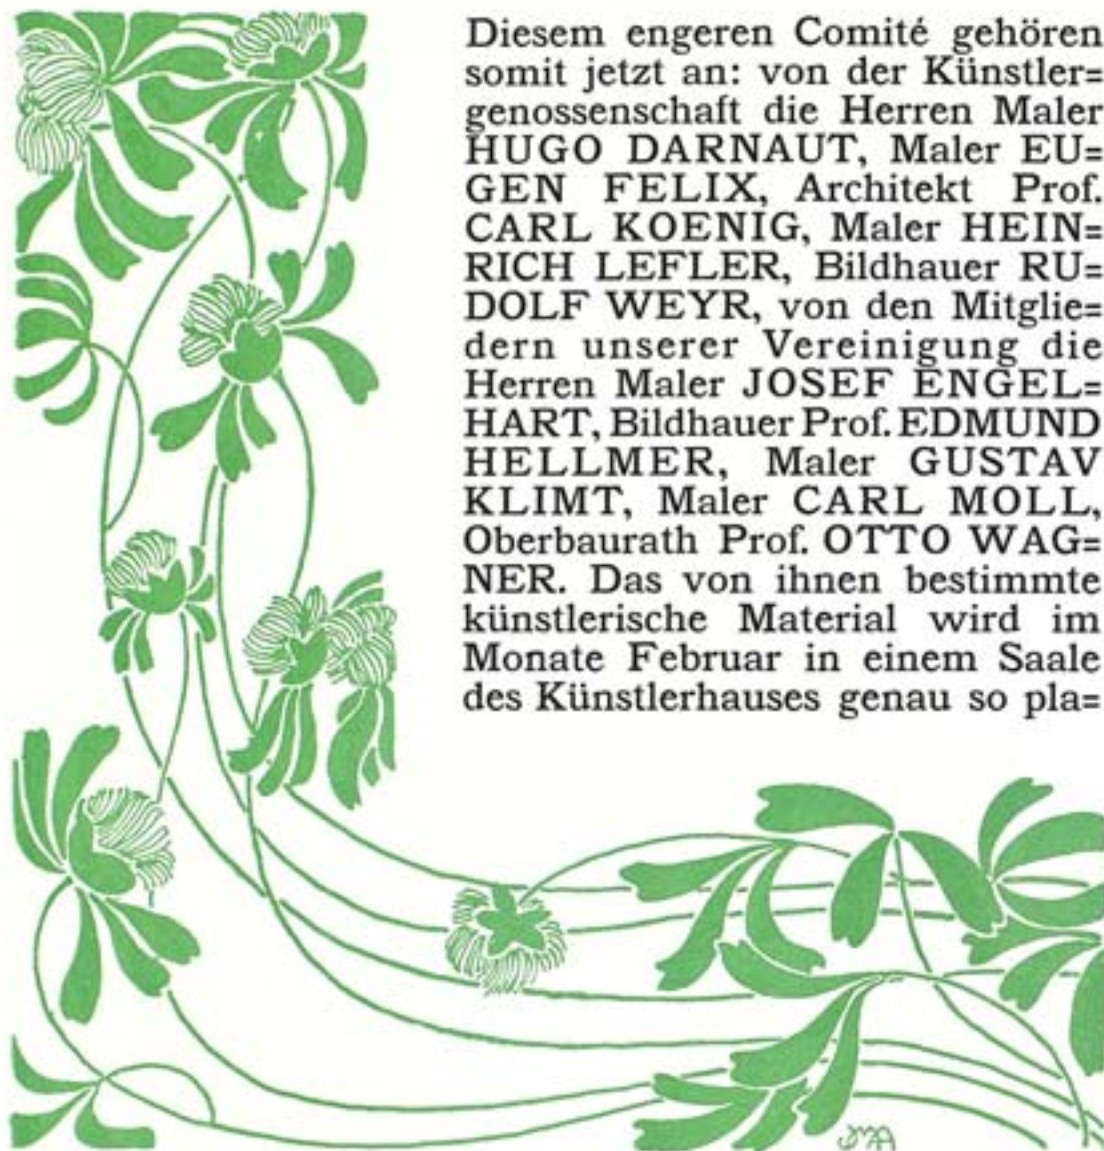 Diesem engeren Comité gehören
somit jetzt an: von der Künstler=
genossenschaft die Herren Maler
HUGO DARNAUT, Maler EU=
GEN FELIX, Architekt Prof.
CARL KOENIG, Maler HEIN=
RICH LEFLER, Bildhauer RU=
DOLF WEYR, von den Mitglie=
dern unserer Vereinigung die
Herren Maler JOSEF ENGEL=
HART, Bildhauer Prof. EDMUND
HELLMER, Maler GUSTAV
KLIMT, Maler CARL MOLL,
Oberbaurath Prof. OTTO WAG=
NER. Das von ihnen bestimmte
künstlerische Material wird im
Monate Februar in einem Saale
des Künstlerhauses genau so pla=